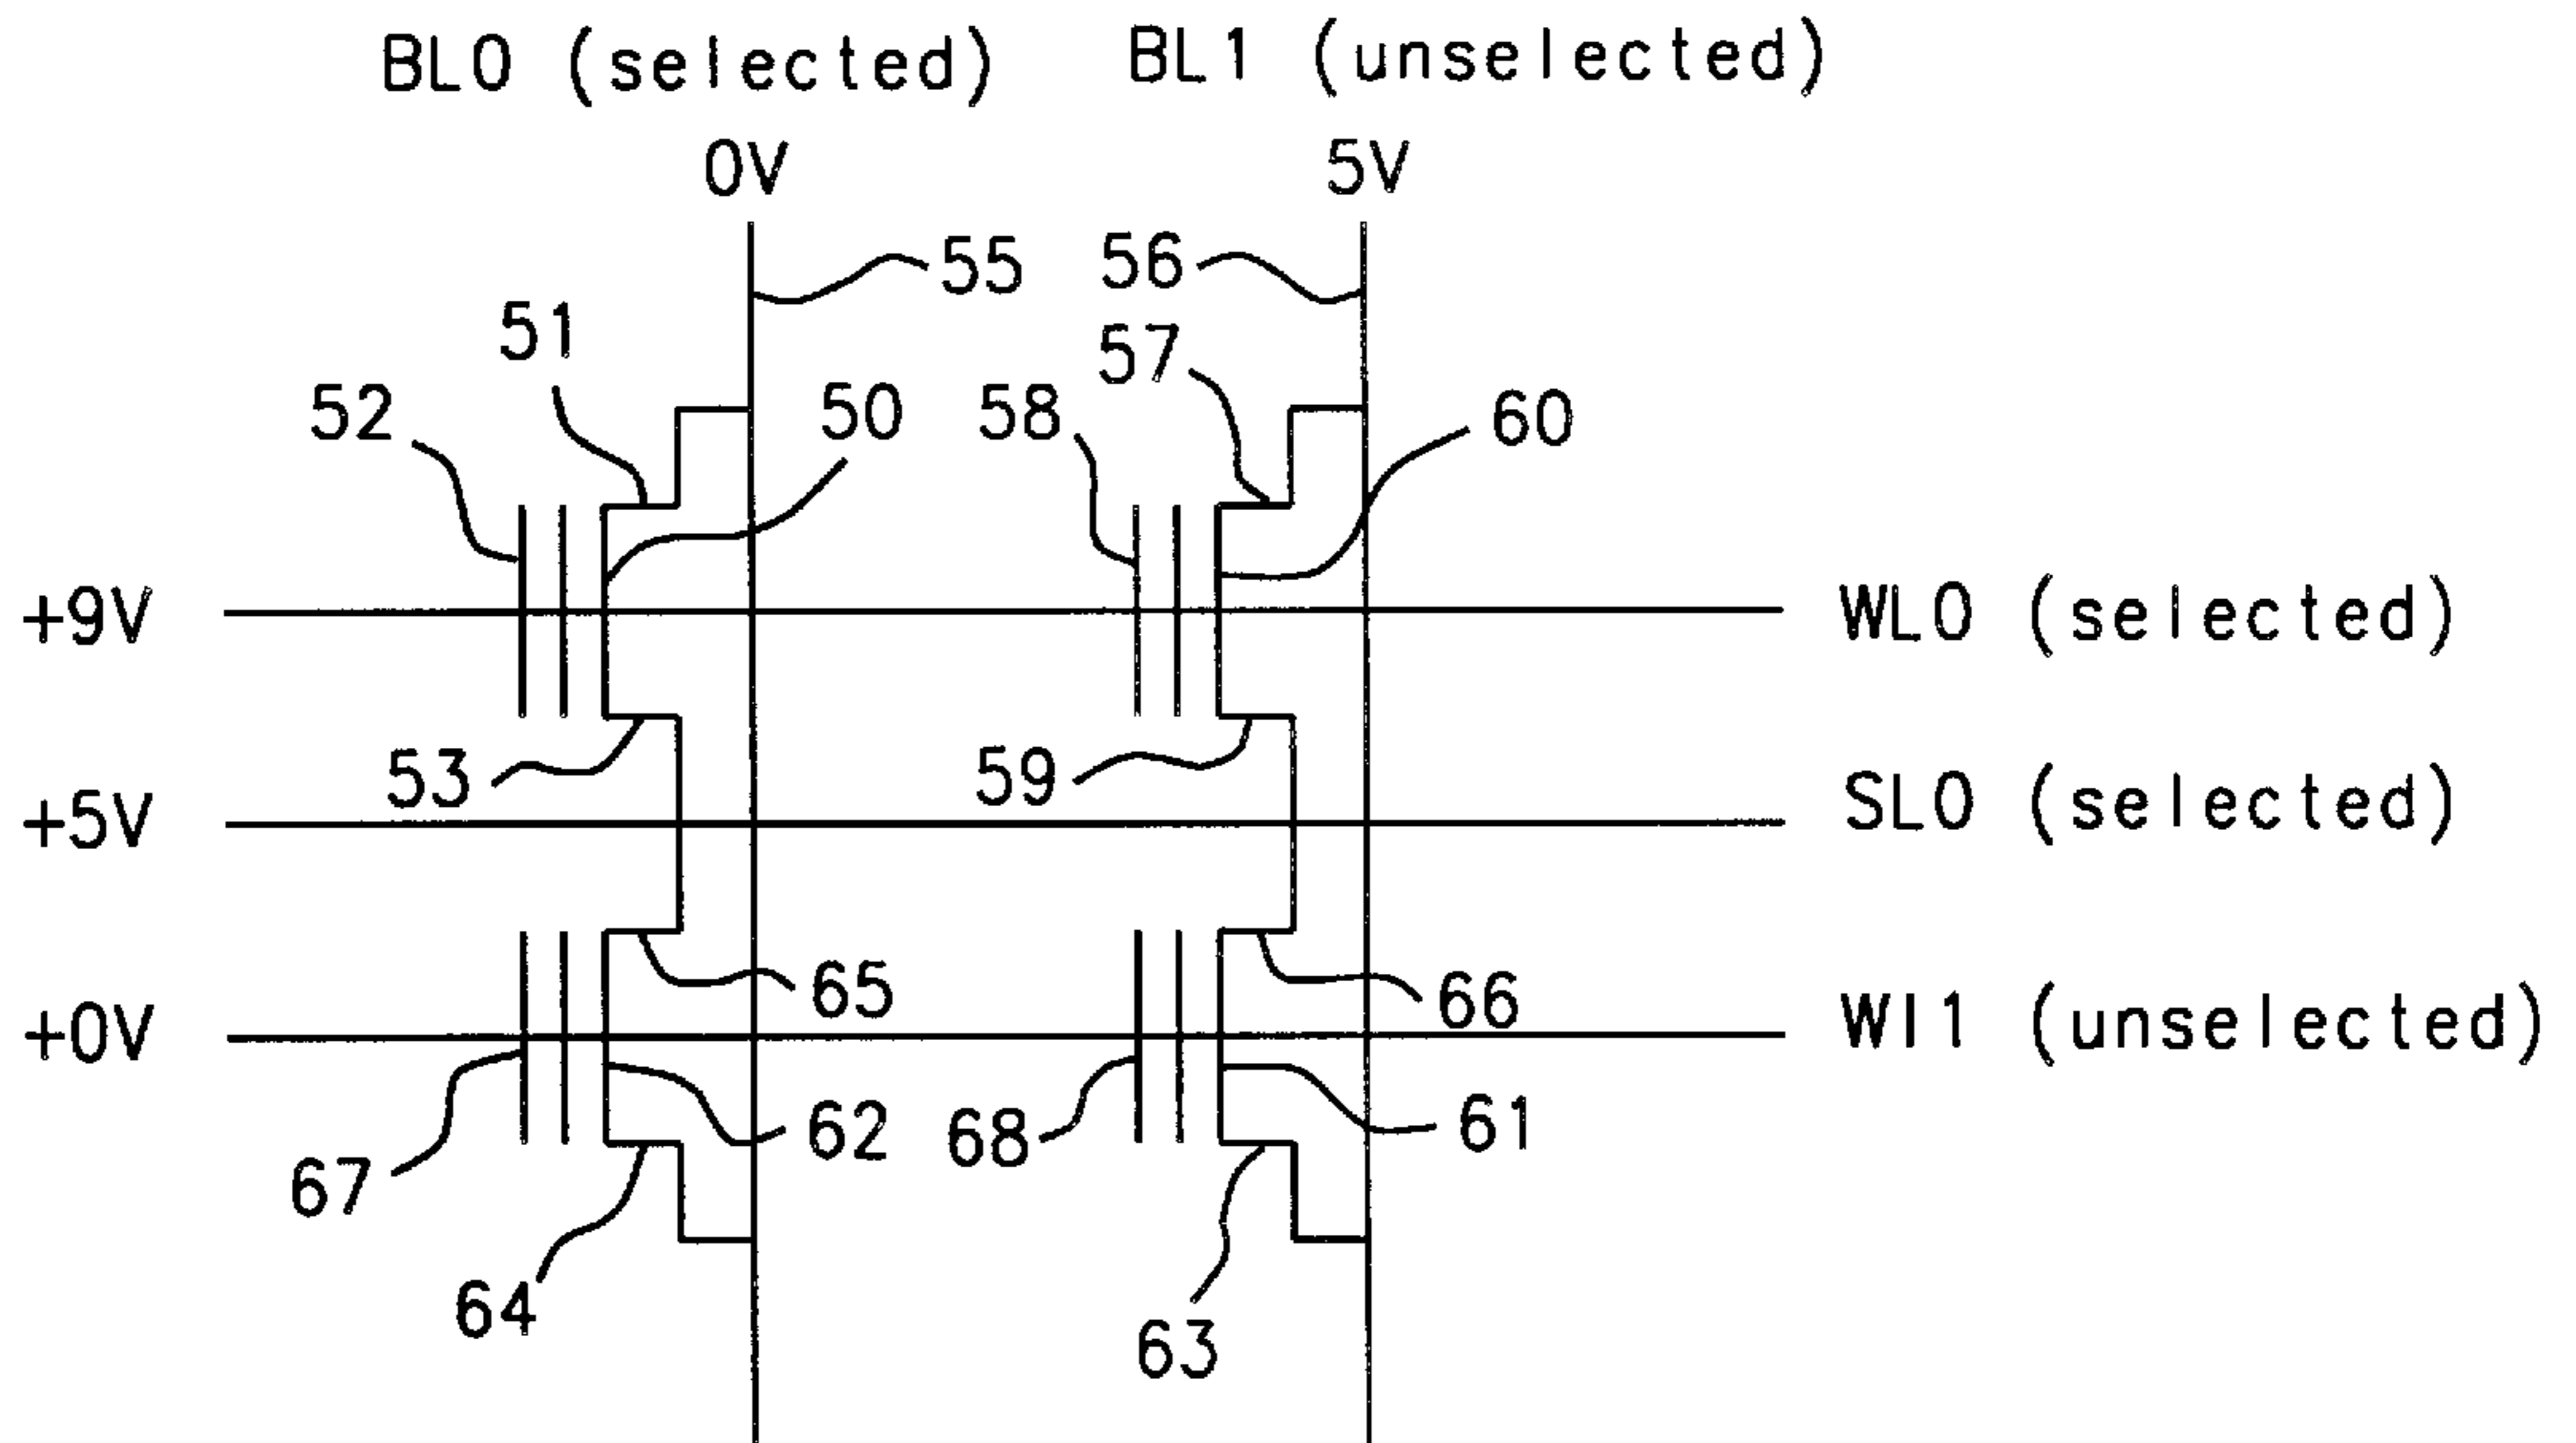 BL0 (selected) BL1 (unselected)
0V 5V
55 56
51 57
52 50 58 60
+9V WL0 (selected)
53 59
+5V SL0 (selected)
65 66
+0V WI1 (unselected)
62 68 61
67
64 63